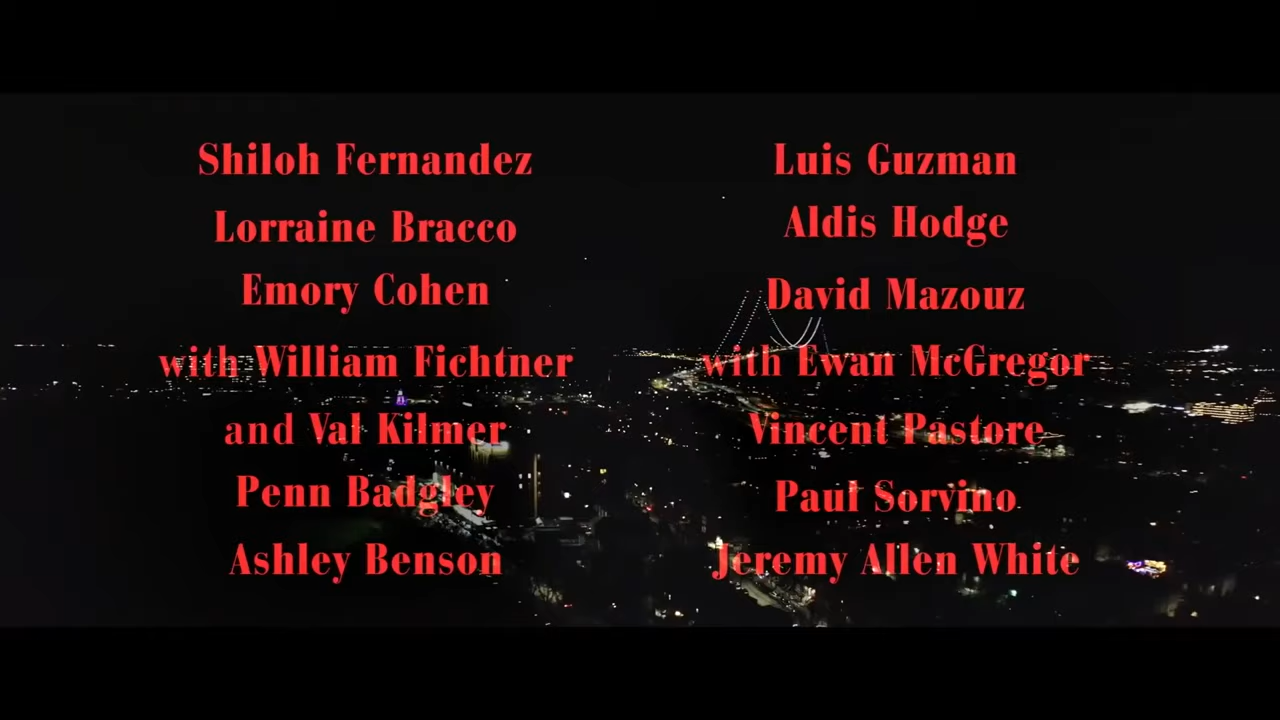 Shiloh Fernandez
Lorraine Bracco
Emory Cohen
with William Fichtner
and Val Kilmer
Penn Badgley
Ashley Benson
Luis Guzman
Aldis Hodge
David Mazouz
with Ewan McGregor
Vincent Pastore
Paul Sorvino
Jeremy Allen White